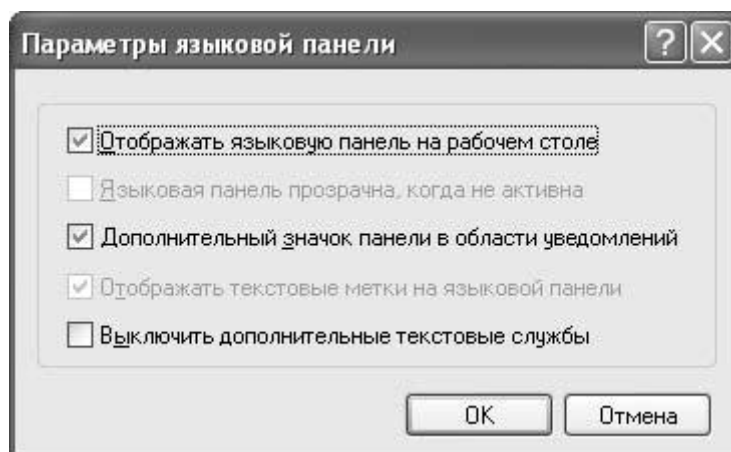 Параметры языковой панели
Отображать языковую панель на рабочем столе
Языковая панель прозрачна, когда не активна
Дополнительный значок панели в области уведомлений
Отображать текстовые метки на языковой панели
Выключить дополнительные текстовые службы
OK
Отмена